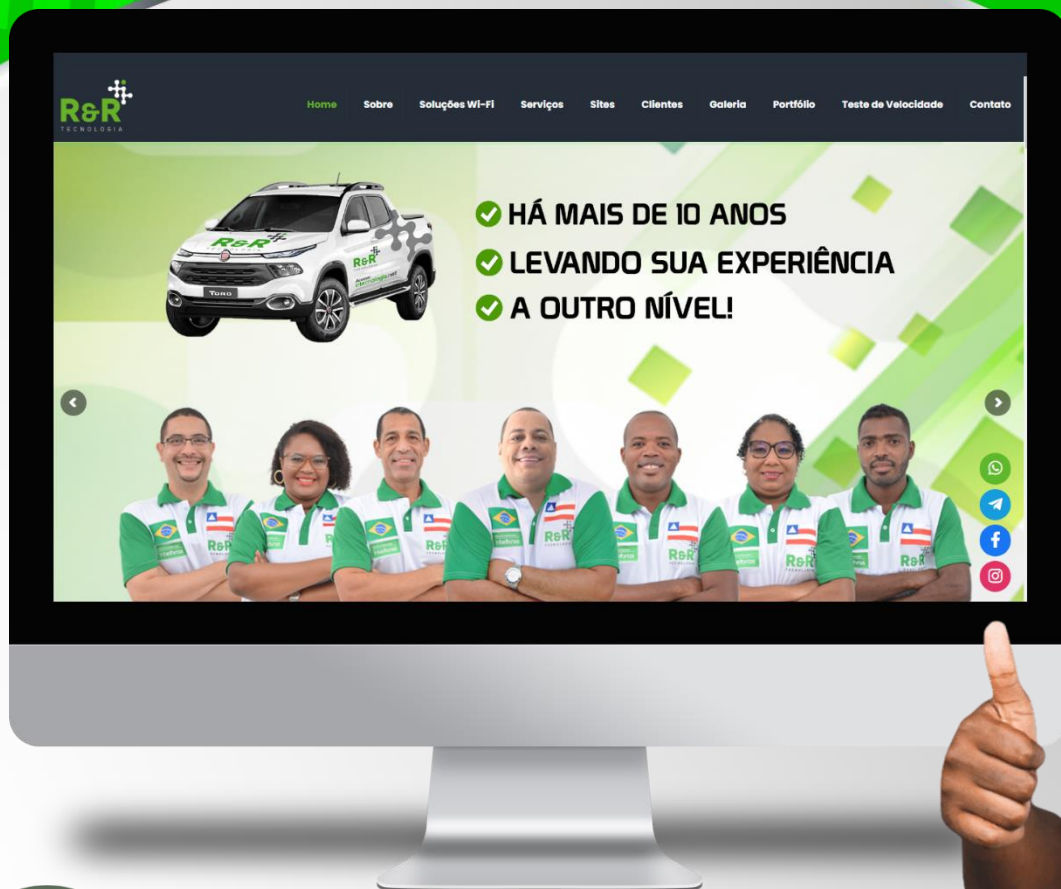 R&R
TECNOLOGIA
Home Sobre Soluções Wi-Fi Serviços Sites Clientes Galeria Portfólio Teste de Velocidade Contato
HÁ MAIS DE 10 ANOS
LEVANDO SUA EXPERIÊNCIA
A OUTRO NÍVEL!
R&R
R&R
TORO
R&R
R&R
R&R
R&R
R&R